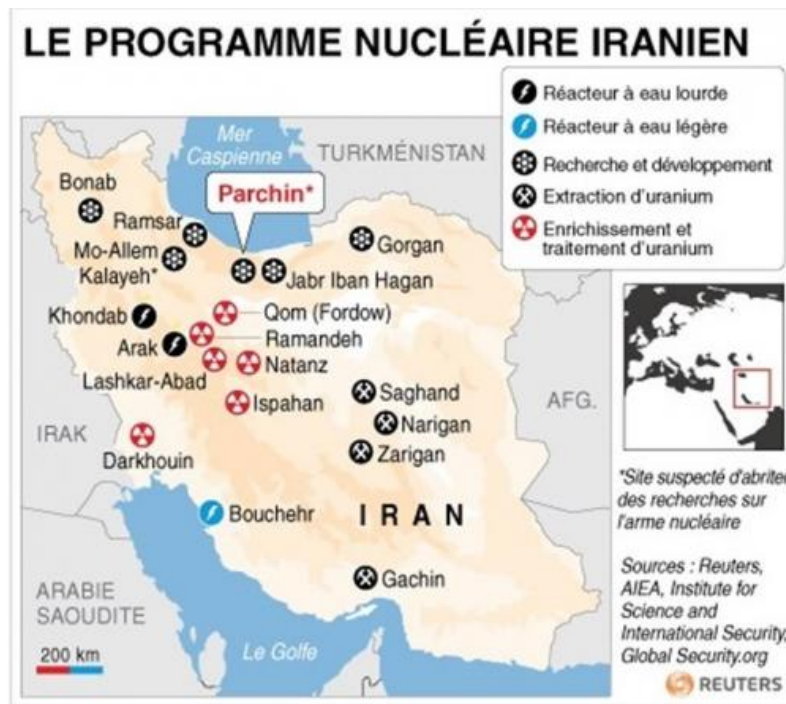 LE PROGRAMME NUCLÉAIRE IRANIEN
Réacteur à eau lourde
Réacteur à eau légère
Recherche et développement
Extraction d'uranium
Enrichissement et
traitement d'uranium
Mer
Caspienne
TURKMÉNISTAN
Bonab
Parchin*
Ramsar
Gorgan
Mo-Allem
Kalayeh*
Jabr Iban Hagan
Khondab
Qom (Fordow)
Ramandeh
Arak
Natanz
Lashkar-Abad
Ispahan
Saghand
AFG.
Narigan
IRAK
Zarigan
Darkhouin
Bouchehr
IRAN
Gachin
ARABIE
SAOUDITE
Le Golfe
200 km
*Site suspecté d'abriter
des recherches sur
l'arme nucléaire
Sources : Reuters,
AIEA, Institute for
Science and
International Security,
Global Security.org
REUTERS